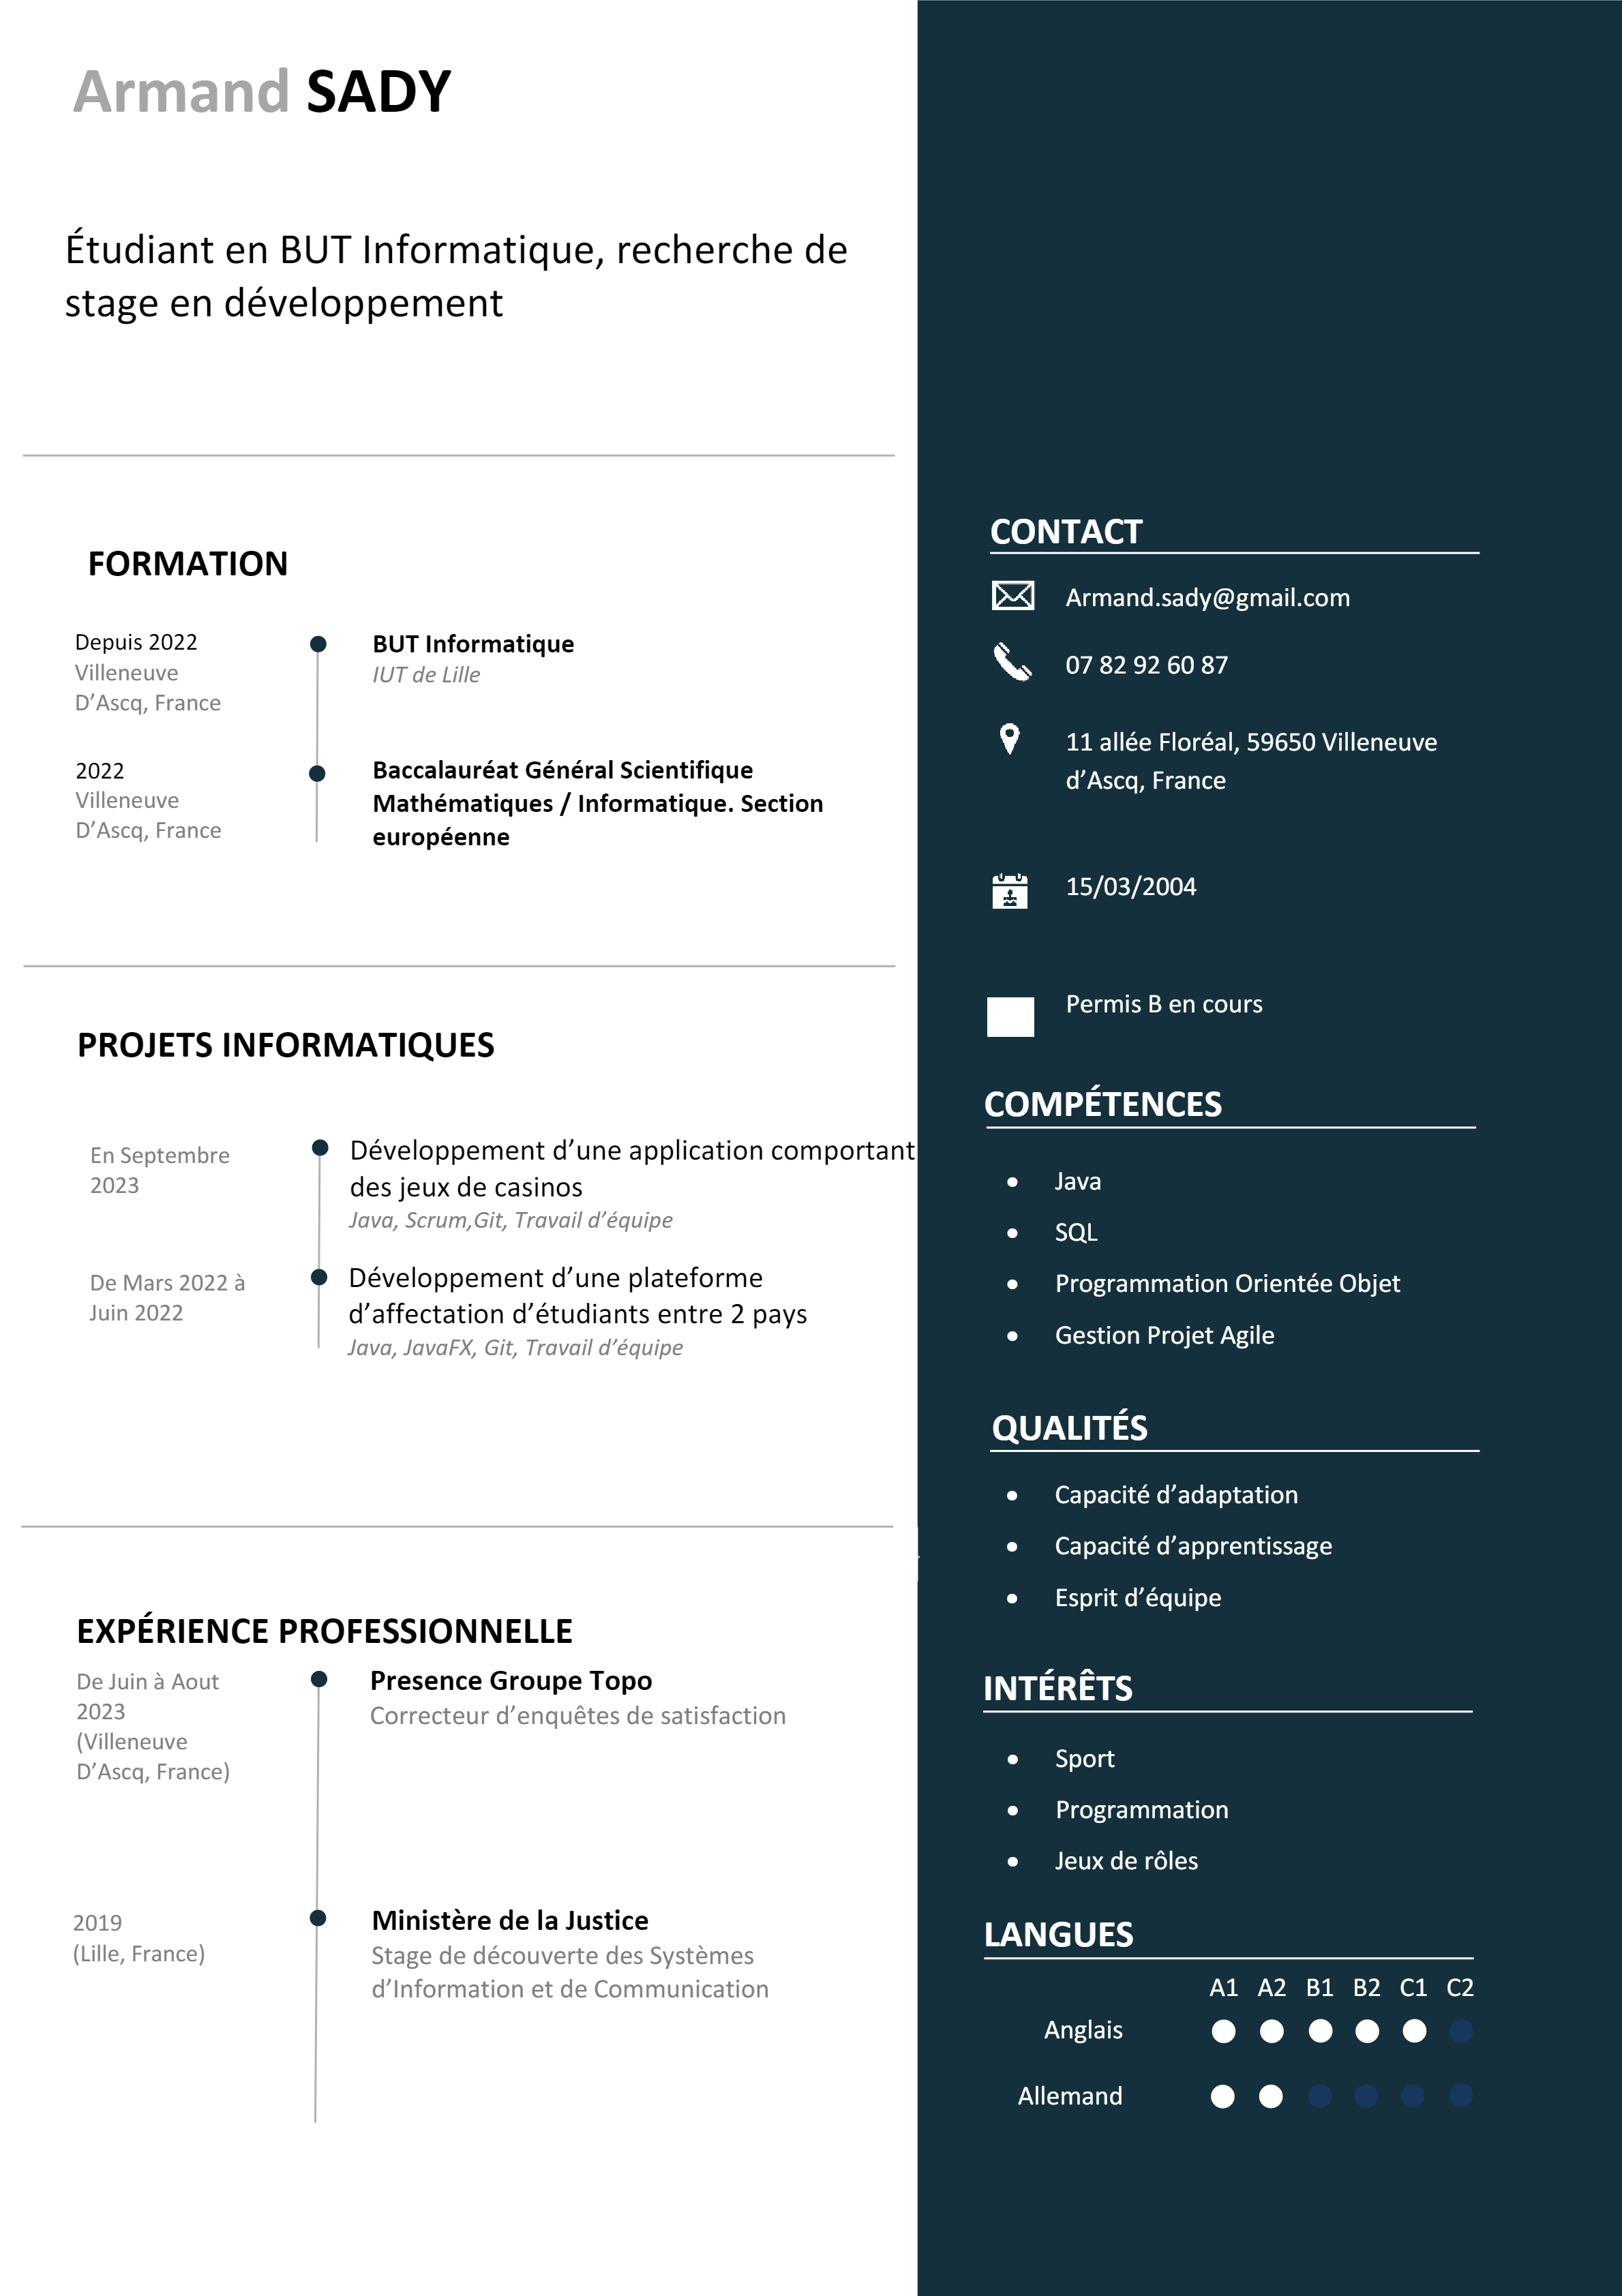 Armand SADY
Étudiant en BUT Informatique, recherche de
stage en développement
FORMATION
Depuis 2022
Villeneuve
D’Ascq, France
BUT Informatique
IUT de Lille
2022
Villeneuve
D’Ascq, France
Baccalauréat Général Scientifique
Mathématiques / Informatique. Section
européenne
PROJETS INFORMATIQUES
En Septembre
2023
Développement d’une application comportant
des jeux de casinos
Java, Scrum,Git, Travail d’équipe
De Mars 2022 à
Juin 2022
Développement d’une plateforme
d’affectation d’étudiants entre 2 pays
Java, JavaFX, Git, Travail d’équipe
EXPÉRIENCE PROFESSIONNELLE
De Juin à Aout
2023
(Villeneuve
D’Ascq, France)
Presence Groupe Topo
Correcteur d’enquêtes de satisfaction
2019
(Lille, France)
Ministère de la Justice
Stage de découverte des Systèmes
d’Information et de Communication
CONTACT
Armand.sady@gmail.com
07 82 92 60 87
11 allée Floréal, 59650 Villeneuve
d’Ascq, France
15/03/2004
Permis B en cours
COMPÉTENCES
• Java
• SQL
• Programmation Orientée Objet
• Gestion Projet Agile
QUALITÉS
• Capacité d’adaptation
• Capacité d’apprentissage
• Esprit d’équipe
INTÉRÊTS
• Sport
• Programmation
• Jeux de rôles
LANGUES
A1 A2 B1 B2 C1 C2
Anglais
Allemand